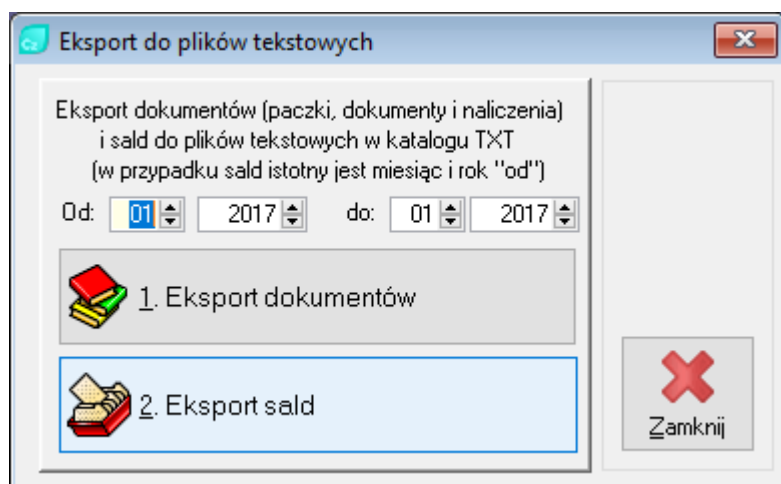 Cz
Eksport do plików tekstowych
Eksport dokumentów (paczki, dokumenty i naliczenia)
i sald do plików tekstowych w katalogu TXT
(w przypadku sald istotny jest miesiąc i rok "od")
Od: 01 2017 do: 01 2017
1. Eksport dokumentów
2. Eksport sald
Zamknij